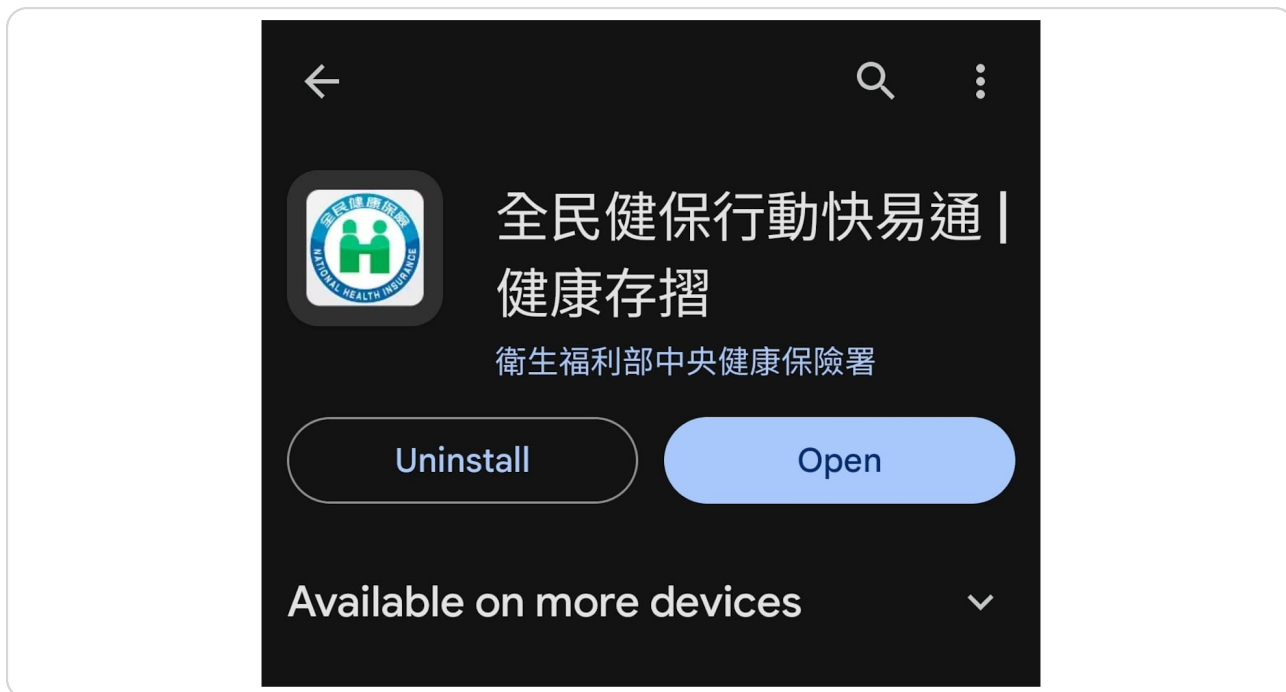 全民健康保險
NATIONAL HEALTH INSURANCE
全民健保行動快易通 |
健康存摺
衛生福利部中央健康保險署
Uninstall
Open
Available on more devices